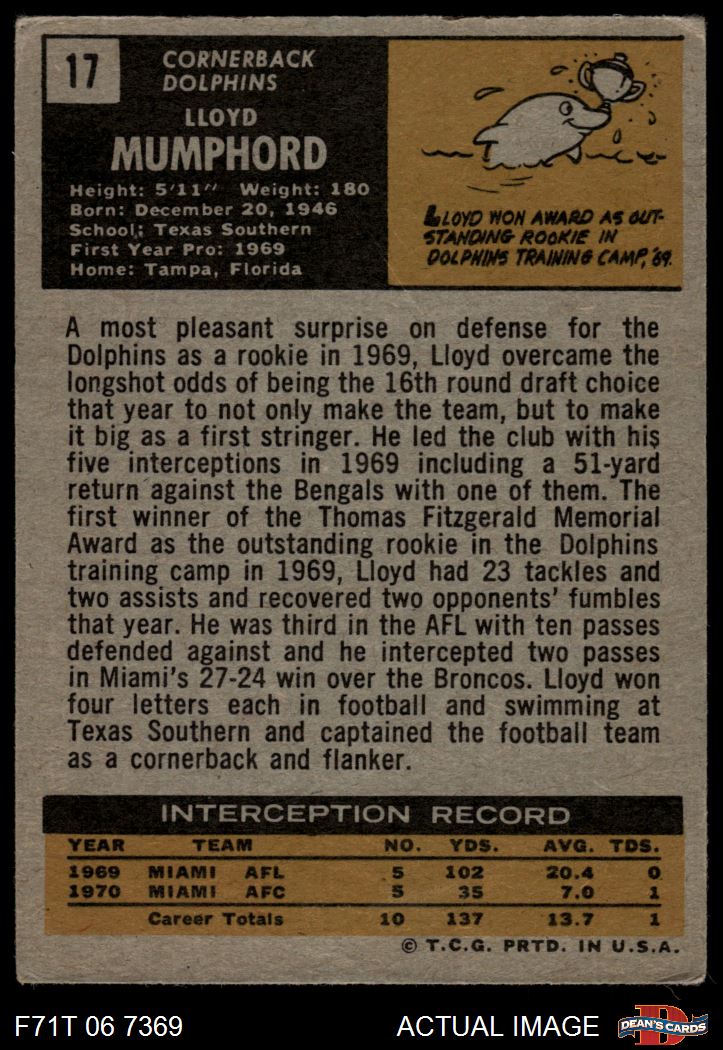 17
CORNERBACK
DOLPHINS
LLOYD
MUMPHORD
Height: 5'11" Weight: 180
Born: December 20, 1946
School: Texas Southern
First Year Pro: 1969
Home: Tampa, Florida
LLOYD WON AWARD AS OUT-
STANDING ROOKIE IN
DOLPHINS TRAINING CAMP, '69.
A most pleasant surprise on defense for the
Dolphins as a rookie in 1969, Lloyd overcame the
longshot odds of being the 16th round draft choice
that year to not only make the team, but to make
it big as a first stringer. He led the club with his
five interceptions in 1969 including a 51-yard
return against the Bengals with one of them. The
first winner of the Thomas Fitzgerald Memorial
Award as the outstanding rookie in the Dolphins
training camp in 1969, Lloyd had 23 tackles and
two assists and recovered two opponents' fumbles
that year. He was third in the AFL with ten passes
defended against and he intercepted two passes
in Miami's 27-24 win over the Broncos. Lloyd won
four letters each in football and swimming at
Texas Southern and captained the football team
as a cornerback and flanker.
INTERCEPTION RECORD
YEAR TEAM NO. YDS. AVG. TDS.
1969 MIAMI AFL 5 102 20.4 0
1970 MIAMI AFC 5 35 7.0 1
Career Totals 10 137 13.7 1
© T.C.G. PRTD. IN U.S.A.
F71T 06 7369 ACTUAL IMAGE
D
DEAN'S CARDS